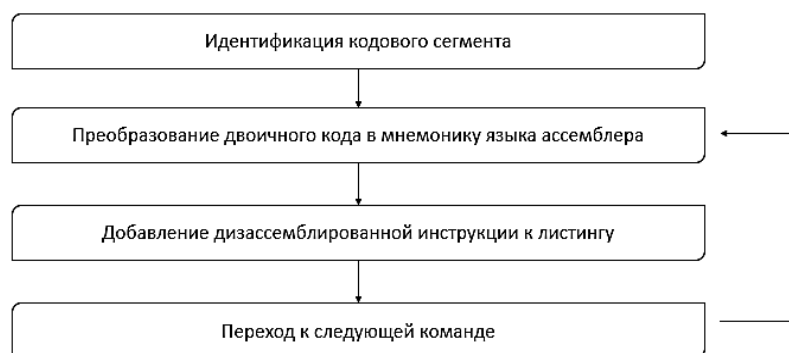 Идентификация кодового сегмента
Преобразование двоичного кода в мнемонику языка ассемблера
Добавление дизассемблированной инструкции к листингу
Переход к следующей команде